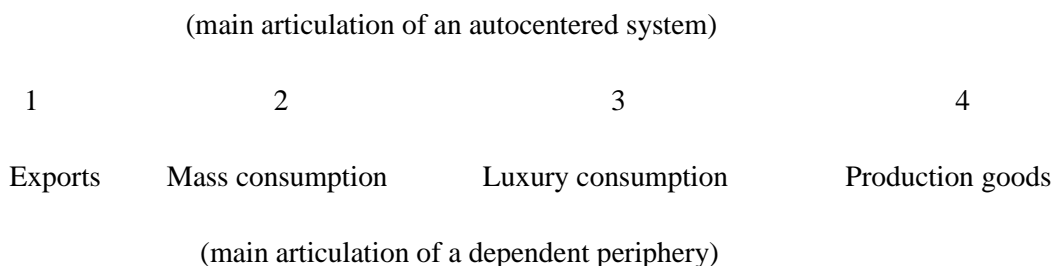 (main articulation of an autocentered system)
1 2 3 4
Exports Mass consumption Luxury consumption Production goods
(main articulation of a dependent periphery)